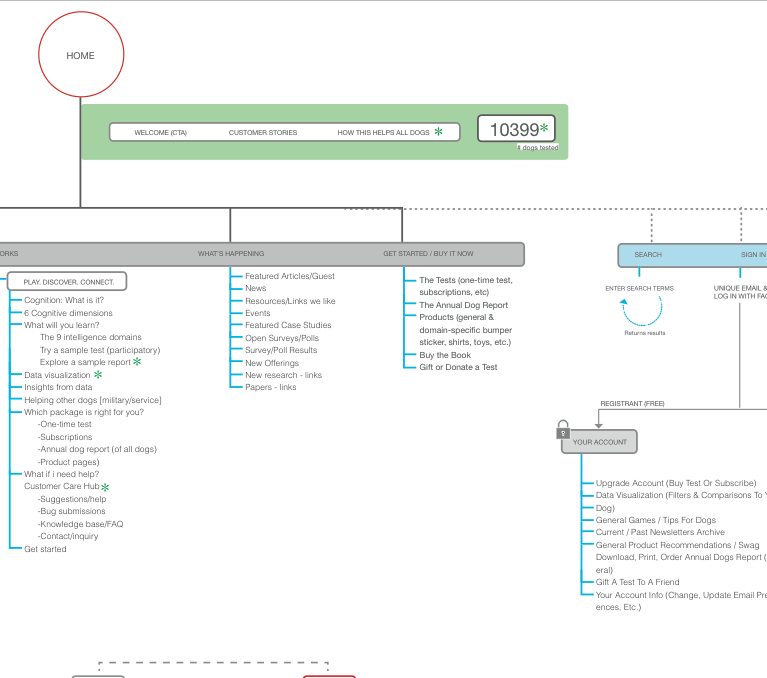 HOME
WELCOME (CTA)
CUSTOMER STORIES
HOW THIS HELPS ALL DOGS *
10399*
# dogs tested
ORKS
WHAT'S HAPPENING
GET STARTED / BUY IT NOW
SEARCH
SIGN IN
PLAY. DISCOVER. CONNECT.
Cognition: What is it?
6 Cognitive dimensions
What will you learn?
The 9 intelligence domains
Try a sample test (participatory)
Explore a sample report *
Data visualization *
Insights from data
Helping other dogs [military/service]
Which package is right for you?
-One-time test
-Subscriptions
-Annual dog report (of all dogs)
-Product pages)
What if i need help?
Customer Care Hub*
-Suggestions/help
-Bug submissions
-Knowledge base/FAQ
-Contact/inquiry
Get started
Featured Articles/Guest
News
Resources/Links we like
Events
Featured Case Studies
Open Surveys/Polls
Survey/Poll Results
New Offerings
New research - links
Papers - links
The Tests (one-time test,
subscriptions, etc)
The Annual Dog Report
Products (general &
domain-specific bumper
sticker, shirts, toys, etc.)
Buy the Book
Gift or Donate a Test
ENTER SEARCH TERMS
Returns results
UNIQUE EMAIL &
LOG IN WITH FAC
REGISTRANT (FREE)
YOUR ACCOUNT
Upgrade Account (Buy Test Or Subscribe)
Data Visualization (Filters & Comparisons To Y
Dog)
General Games / Tips For Dogs
Current / Past Newsletters Archive
General Product Recommendations / Swag
Download, Print, Order Annual Dogs Report (
eral)
Gift A Test To A Friend
Your Account Info (Change, Update Email Pre
ences, Etc.)